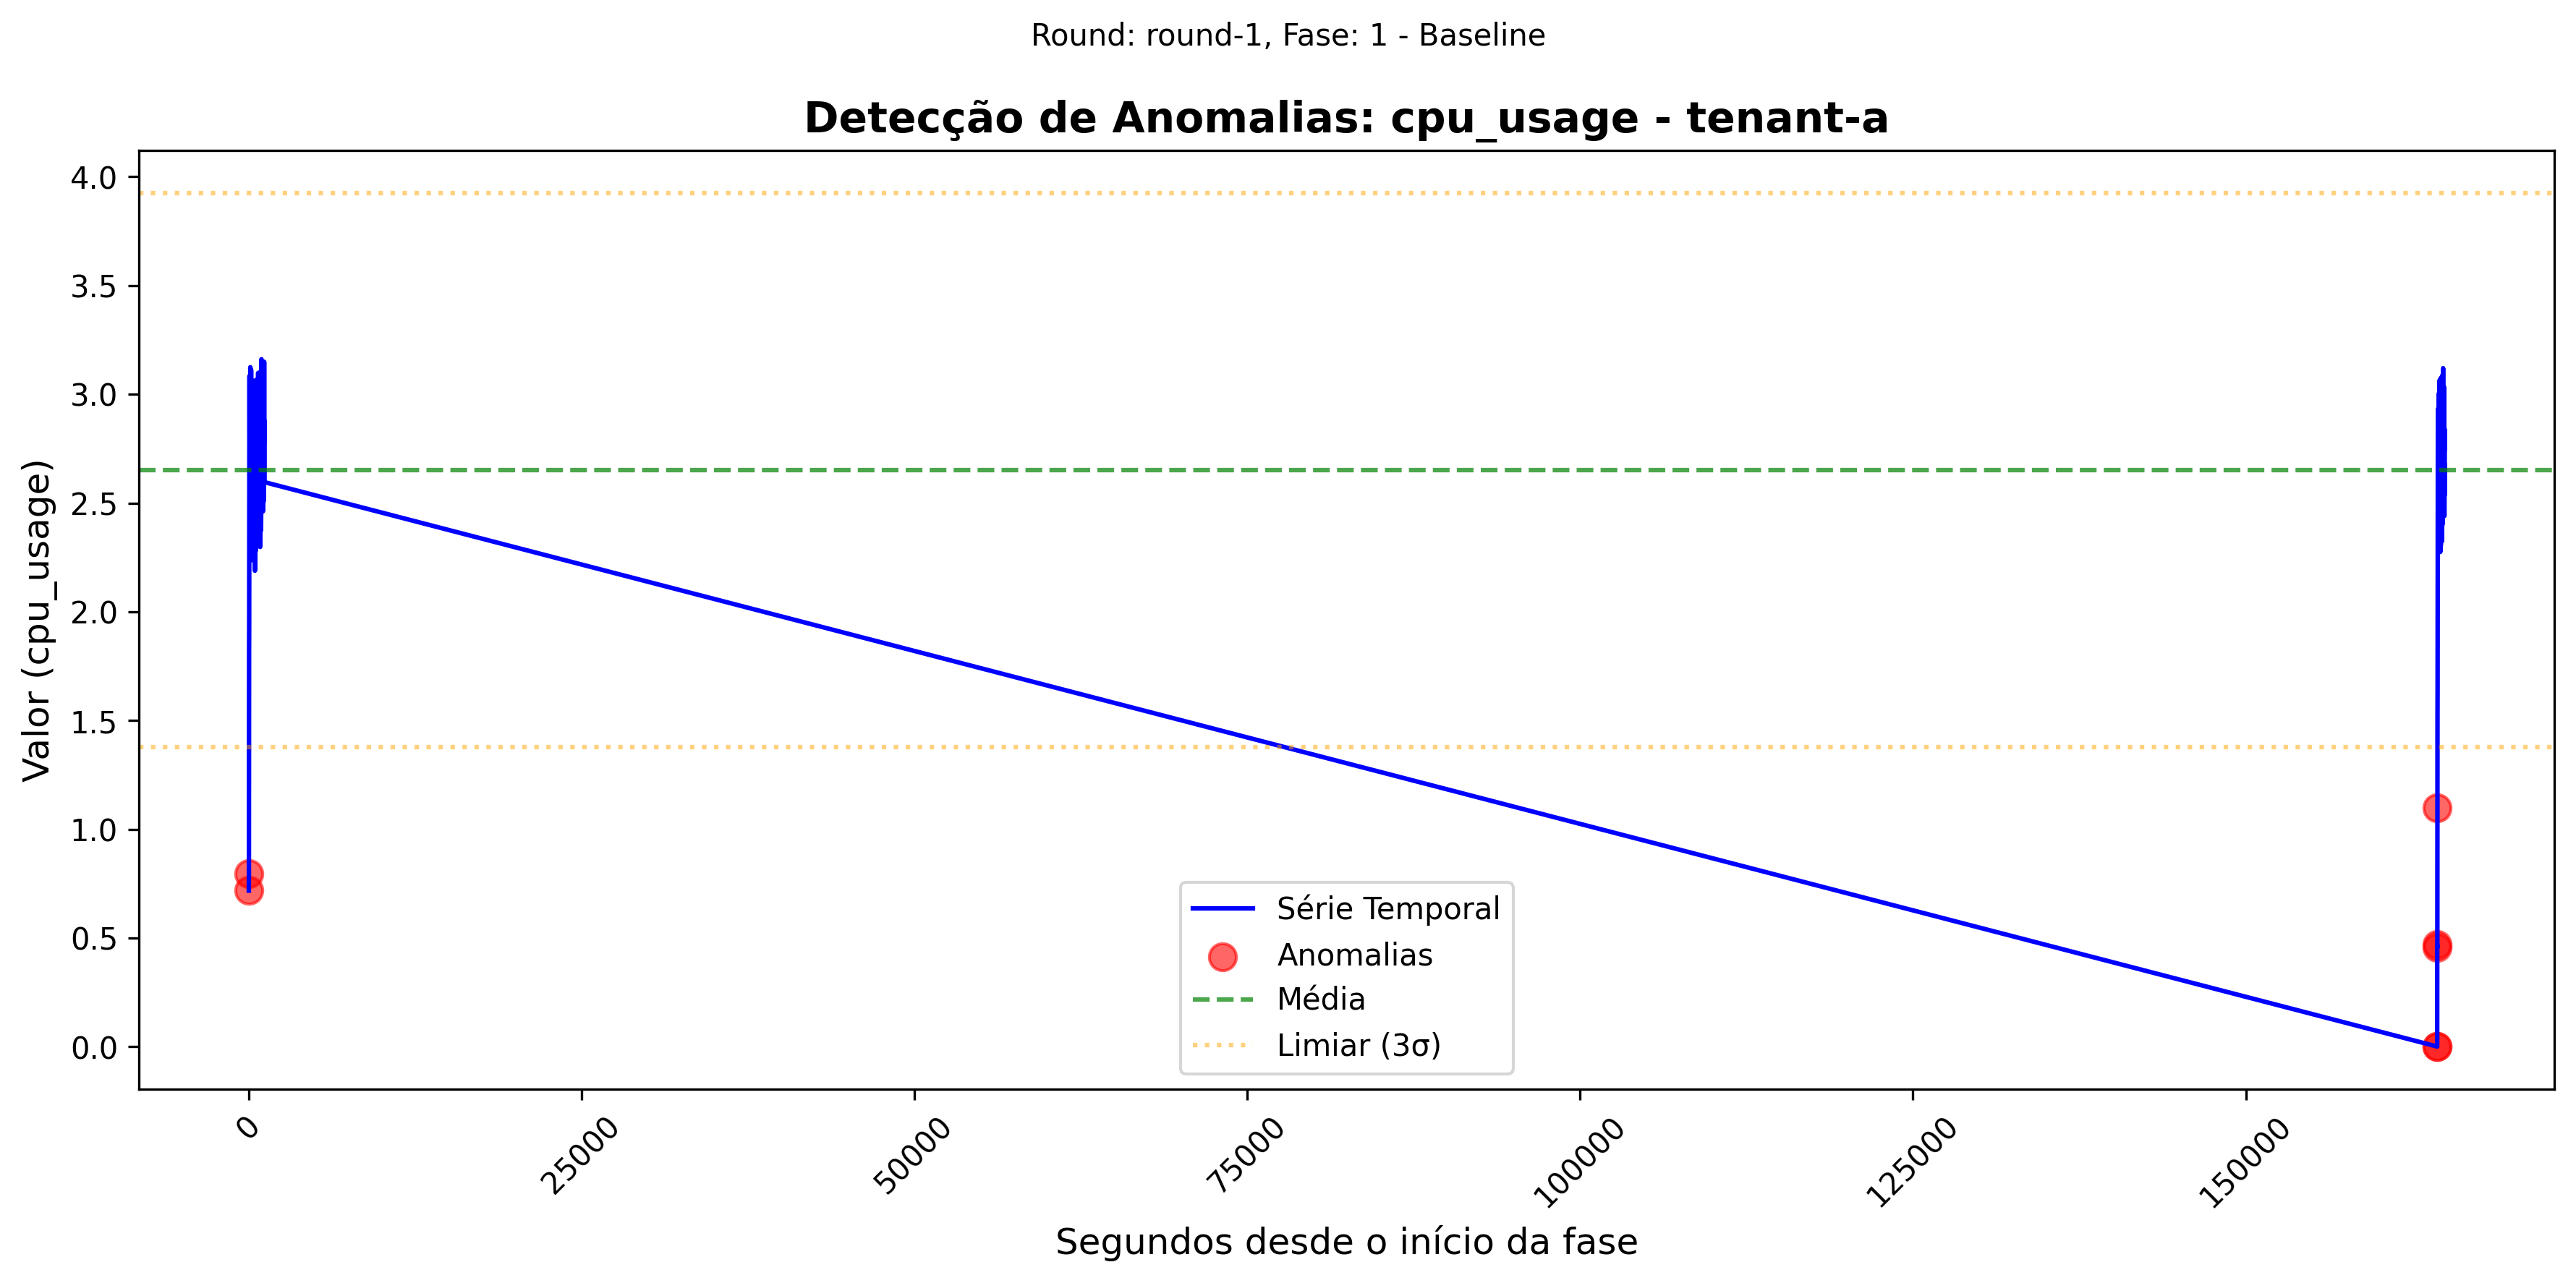 Round: round-1, Fase: 1 - Baseline
Detecção de Anomalias: cpu_usage - tenant-a
Valor (cpu_usage)
4.0
3.5
3.0
2.5
2.0
1.5
1.0
0.5
0.0
Série Temporal
Anomalias
Média
Limiar (3σ)
0
25000
50000
75000
100000
125000
150000
Segundos desde o início da fase